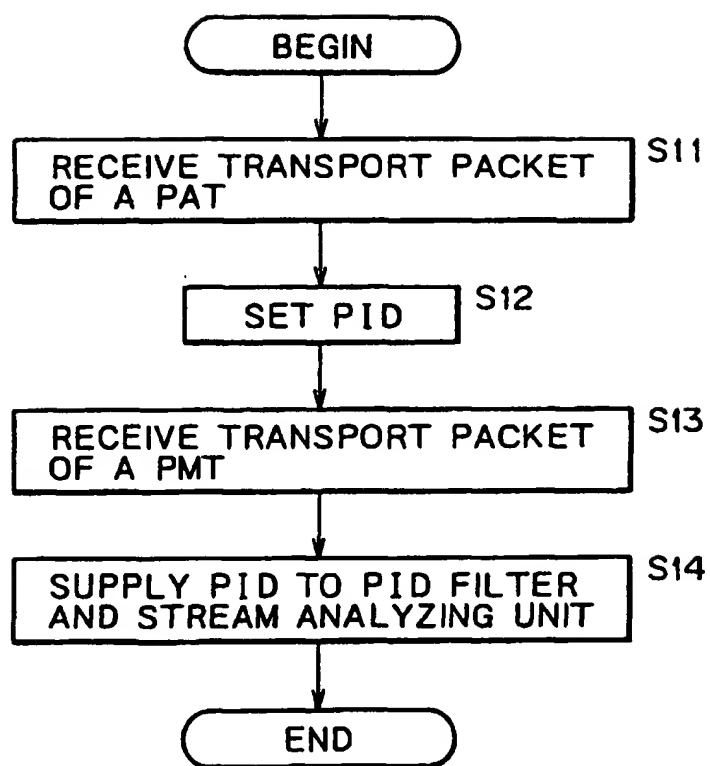 BEGIN
RECEIVE TRANSPORT PACKET
OF A PAT
S11
SET PID
S12
RECEIVE TRANSPORT PACKET
OF A PMT
S13
SUPPLY PID TO PID FILTER
AND STREAM ANALYZING UNIT
S14
END